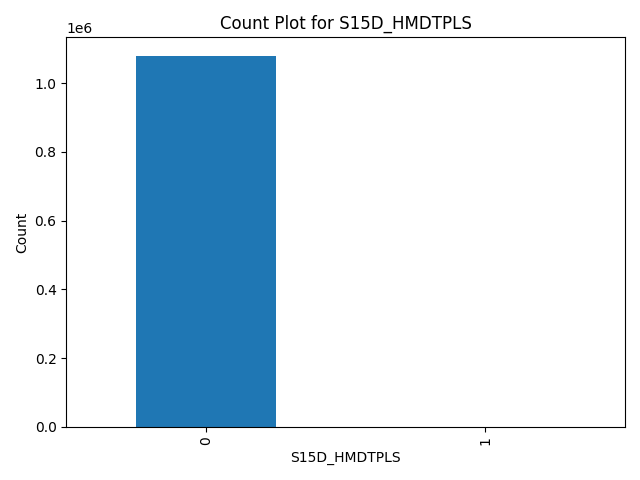 Count Plot for S15D_HMDTPLS
1e6
1.0
0.8
0.6
0.4
0.2
0.0
Count
0
1
S15D_HMDTPLS